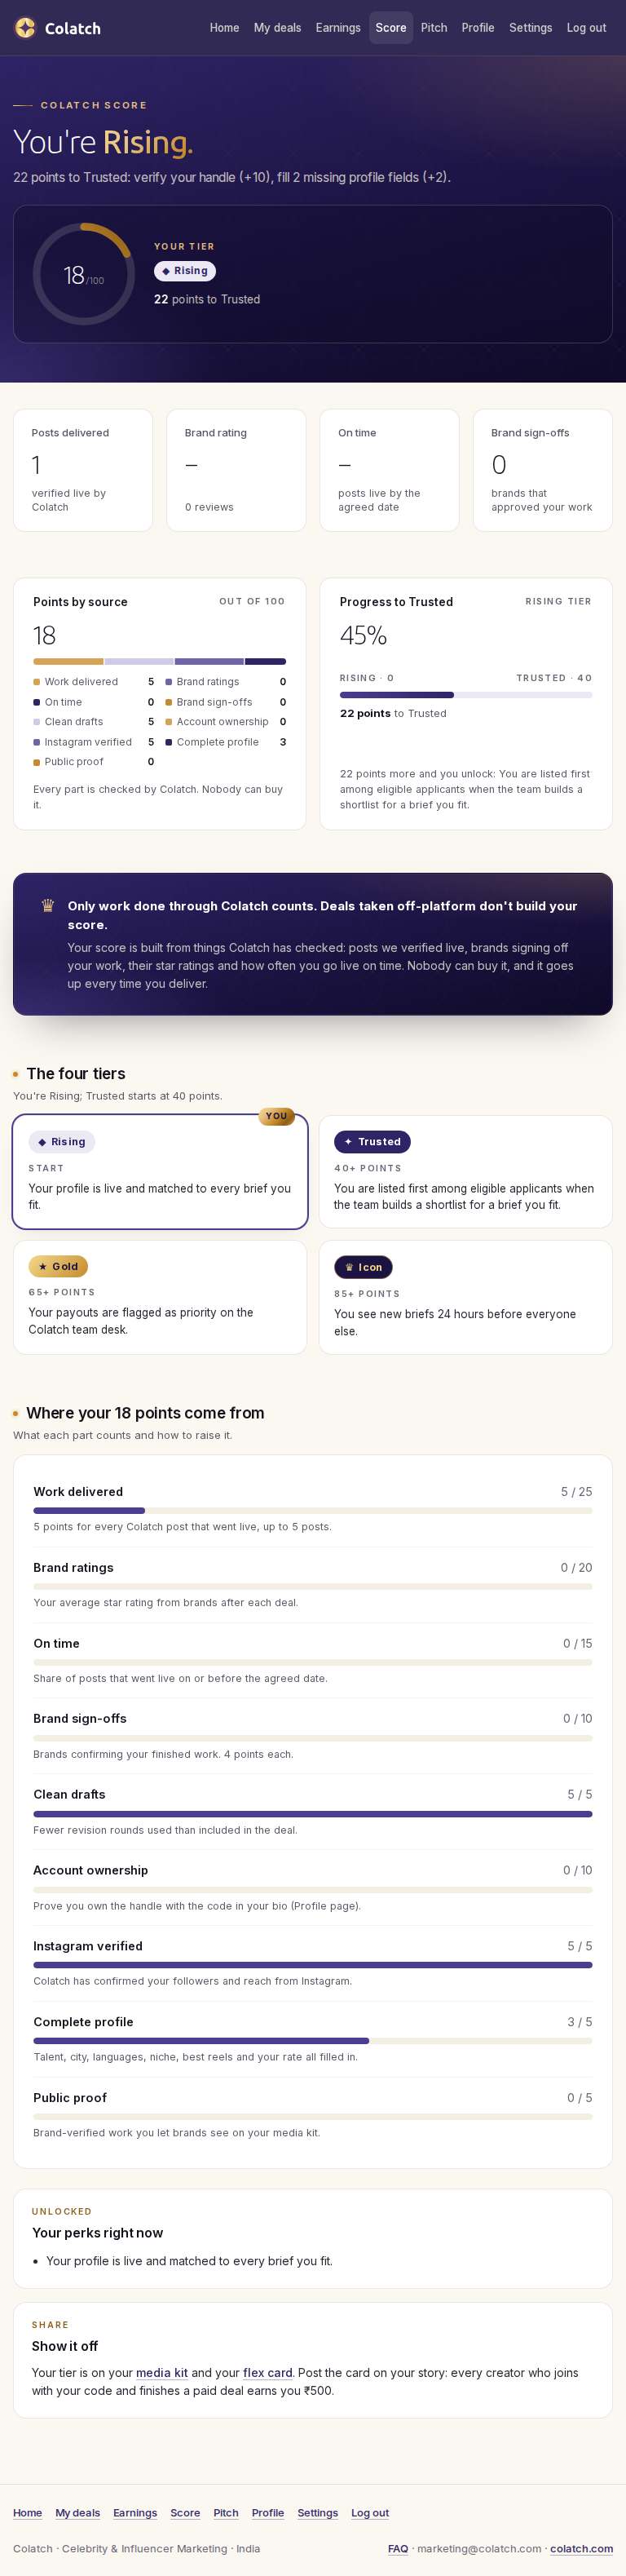 Colatch
Home My deals Earnings Score Pitch Profile Settings Log out
COLATCH SCORE
You're Rising.
22 points to Trusted: verify your handle (+10), fill 2 missing profile fields (+2).
18/100
YOUR TIER
◆ Rising
22 points to Trusted
Posts delivered
1
verified live by
Colatch
Brand rating
–
0 reviews
On time
–
posts live by the
agreed date
Brand sign-offs
0
brands that
approved your work
Points by source OUT OF 100
18
Work delivered 5 Brand ratings 0
On time 0 Brand sign-offs 0
Clean drafts 5 Account ownership 0
Instagram verified 5 Complete profile 3
Public proof 0
Every part is checked by Colatch. Nobody can buy
it.
Progress to Trusted RISING TIER
45%
RISING · 0 TRUSTED · 40
22 points to Trusted
22 points more and you unlock: You are listed first
among eligible applicants when the team builds a
shortlist for a brief you fit.
♛ Only work done through Colatch counts. Deals taken off-platform don't build your
score.
Your score is built from things Colatch has checked: posts we verified live, brands signing off
your work, their star ratings and how often you go live on time. Nobody can buy it, and it goes
up every time you deliver.
The four tiers
You're Rising; Trusted starts at 40 points.
YOU
◆ Rising
START
Your profile is live and matched to every brief you
fit.
✦ Trusted
40+ POINTS
You are listed first among eligible applicants when
the team builds a shortlist for a brief you fit.
★ Gold
65+ POINTS
Your payouts are flagged as priority on the
Colatch team desk.
♛ Icon
85+ POINTS
You see new briefs 24 hours before everyone
else.
Where your 18 points come from
What each part counts and how to raise it.
Work delivered 5 / 25
5 points for every Colatch post that went live, up to 5 posts.
Brand ratings 0 / 20
Your average star rating from brands after each deal.
On time 0 / 15
Share of posts that went live on or before the agreed date.
Brand sign-offs 0 / 10
Brands confirming your finished work. 4 points each.
Clean drafts 5 / 5
Fewer revision rounds used than included in the deal.
Account ownership 0 / 10
Prove you own the handle with the code in your bio (Profile page).
Instagram verified 5 / 5
Colatch has confirmed your followers and reach from Instagram.
Complete profile 3 / 5
Talent, city, languages, niche, best reels and your rate all filled in.
Public proof 0 / 5
Brand-verified work you let brands see on your media kit.
UNLOCKED
Your perks right now
• Your profile is live and matched to every brief you fit.
SHARE
Show it off
Your tier is on your media kit and your flex card. Post the card on your story: every creator who joins
with your code and finishes a paid deal earns you ₹500.
Home My deals Earnings Score Pitch Profile Settings Log out
Colatch · Celebrity & Influencer Marketing · India FAQ · marketing@colatch.com · colatch.com